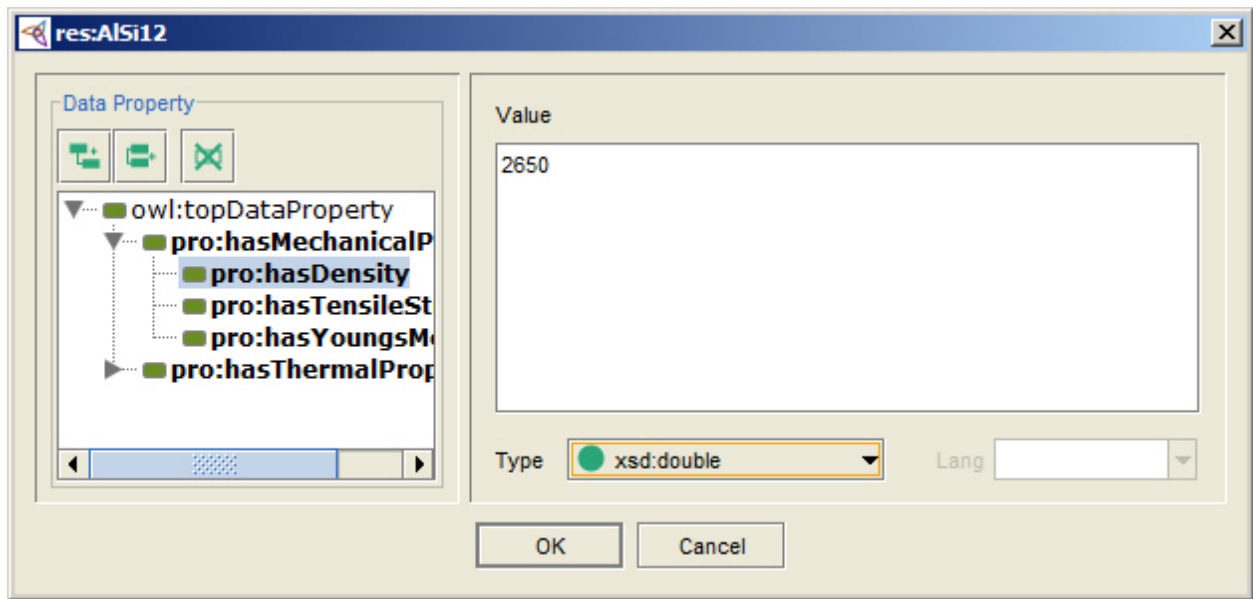 res:AlSi12
Data Property
owl:topDataProperty
pro:hasMechanicalP
pro:hasDensity
pro:hasTensileSt
pro:hasYoungsM
pro:hasThermalProp
Value
2650
Type xsd:double Lang
OK Cancel